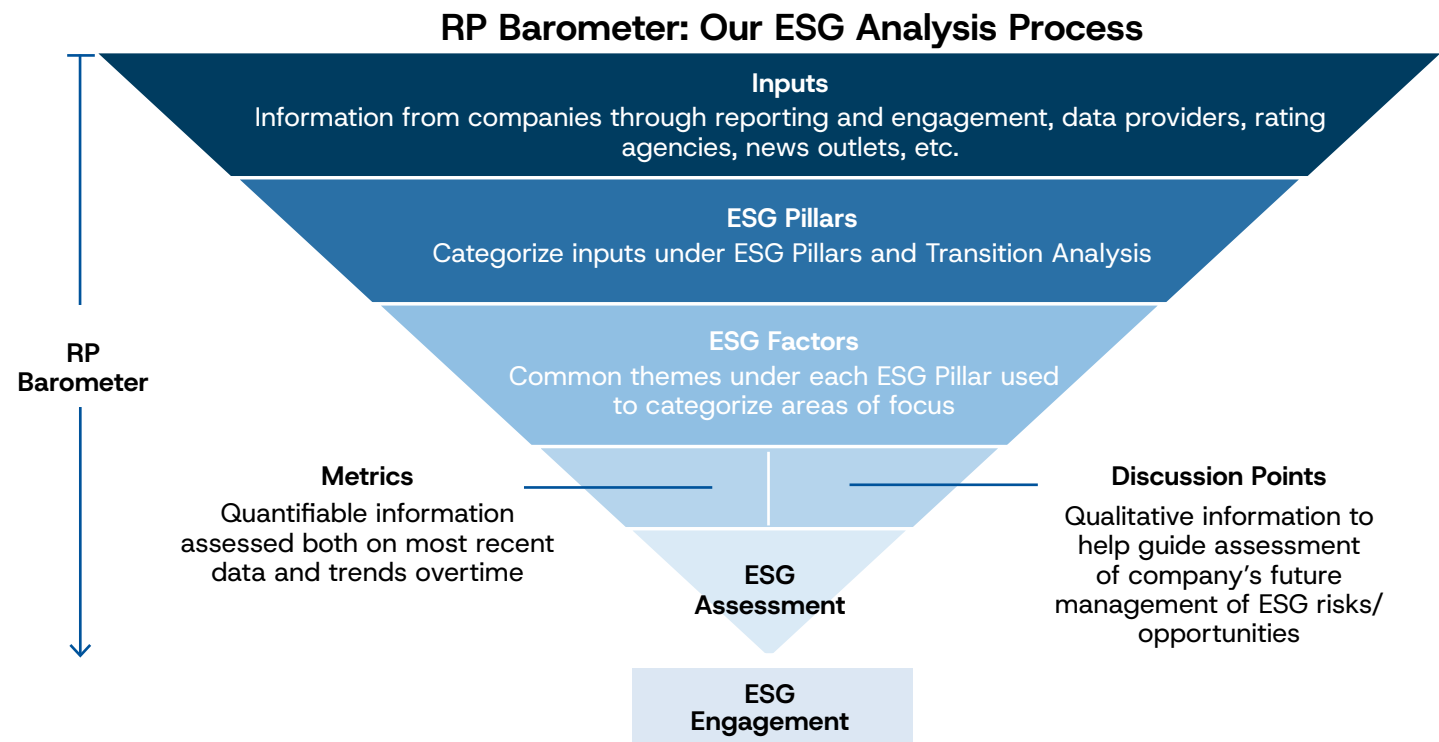 RP Barometer: Our ESG Analysis Process
Inputs
Information from companies through reporting and engagement, data providers, rating
agencies, news outlets, etc.
ESG Pillars
Categorize inputs under ESG Pillars and Transition Analysis
RP
Barometer
ESG Factors
Common themes under each ESG Pillar used
to categorize areas of focus
Metrics
Quantifiable information
assessed both on most recent
data and trends overtime
Discussion Points
Qualitative information to
help guide assessment
of company’s future
management of ESG risks/
opportunities
ESG
Assessment
ESG
Engagement